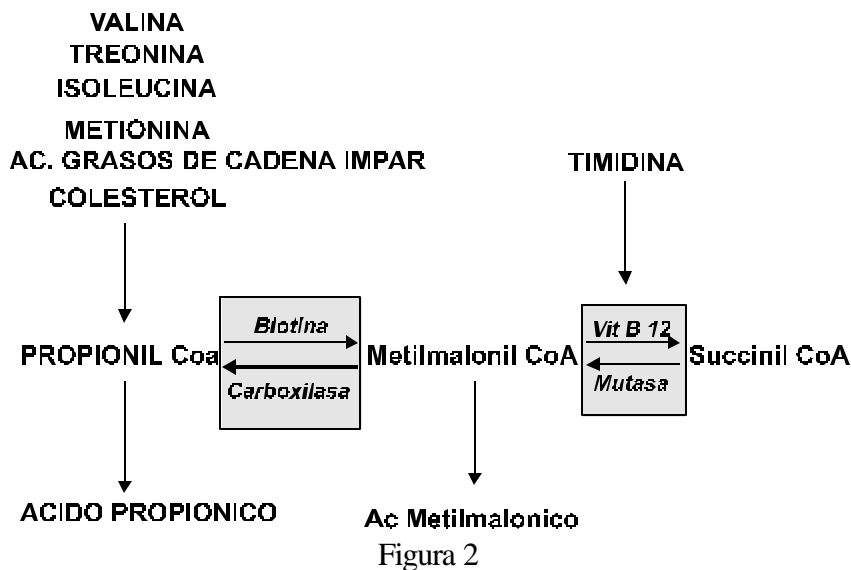 VALINA
TREONINA
ISOLEUCINA
METIONINA
AC. GRASOS DE CADENA IMPAR
COLESTEROL
TIMIDINA
Biotina
Vit B 12
PROPIONIL Coa
Metilmalonil CoA
Succinil CoA
Carboxilasa
Mutasa
ACIDO PROPIONICO
Ac Metilmalonico
Figura 2